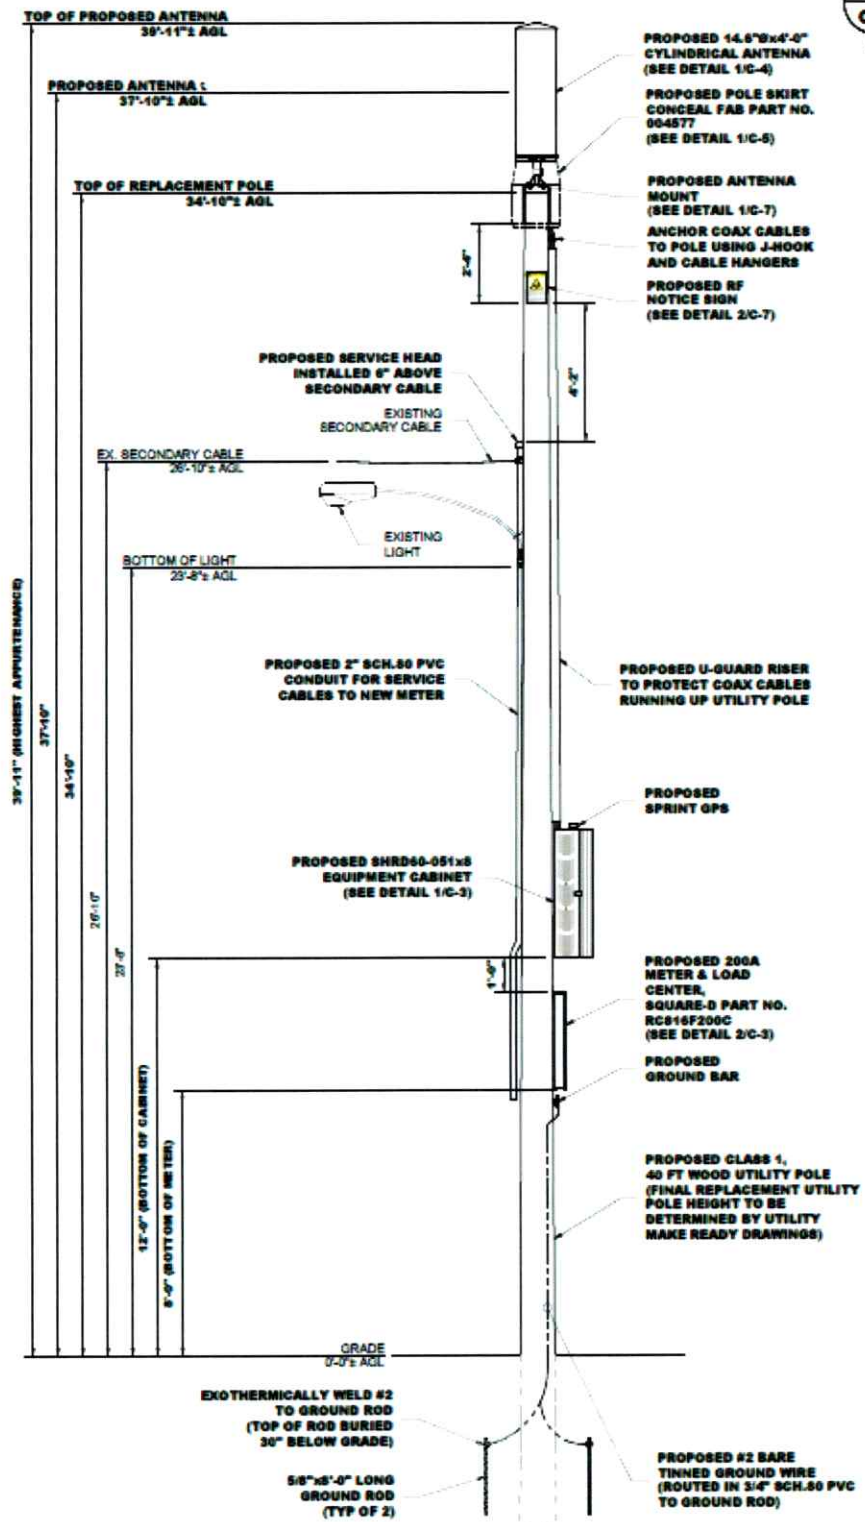 TOP OF PROPOSED ANTENNA
39'-11"± AGL
PROPOSED ANTENNA
37'-10"± AGL
TOP OF REPLACEMENT POLE
34'-10"± AGL
PROPOSED 14.6"Øx4'-0"
CYLINDRICAL ANTENNA
(SEE DETAIL 1/C-4)
PROPOSED POLE SKIRT
CONCEAL FAB PART NO.
004577
(SEE DETAIL 1/C-5)
PROPOSED ANTENNA
MOUNT
(SEE DETAIL 1/C-7)
ANCHOR COAX CABLES
TO POLE USING J-HOOK
AND CABLE HANGERS
PROPOSED RF
NOTICE SIGN
(SEE DETAIL 2/C-7)
4'-2"
PROPOSED SERVICE HEAD
INSTALLED 6" ABOVE
SECONDARY CABLE
EXISTING
SECONDARY CABLE
EX. SECONDARY CABLE
26'-10"± AGL
EXISTING
LIGHT
BOTTOM OF LIGHT
23'-8"± AGL
39'-11" (HIGHEST APPURTENANCE)
37'-10"
34'-10"
26'-10"
23'-8"
12'-0" (BOTTOM OF CABINET)
8'-0" (BOTTOM OF METER)
PROPOSED 2" SCH.80 PVC
CONDUIT FOR SERVICE
CABLES TO NEW METER
PROPOSED U-GUARD RISER
TO PROTECT COAX CABLES
RUNNING UP UTILITY POLE
PROPOSED
SPRINT GPS
PROPOSED SHRD60-051x8
EQUIPMENT CABINET
(SEE DETAIL 1/C-3)
1'-0"
PROPOSED 200A
METER & LOAD
CENTER,
SQUARE-D PART NO.
RC816F200C
(SEE DETAIL 2/C-3)
PROPOSED
GROUND BAR
PROPOSED CLASS 1,
40 FT WOOD UTILITY POLE
(FINAL REPLACEMENT UTILITY
POLE HEIGHT TO BE
DETERMINED BY UTILITY
MAKE READY DRAWINGS)
GRADE
0'-0"± AGL
EXOTHERMICALLY WELD #2
TO GROUND ROD
(TOP OF ROD BURIED
30" BELOW GRADE)
5/8"x8'-0" LONG
GROUND ROD
(TYP OF 2)
PROPOSED #2 BARE
TINNED GROUND WIRE
(ROUTED IN 3/4" SCH.80 PVC
TO GROUND ROD)